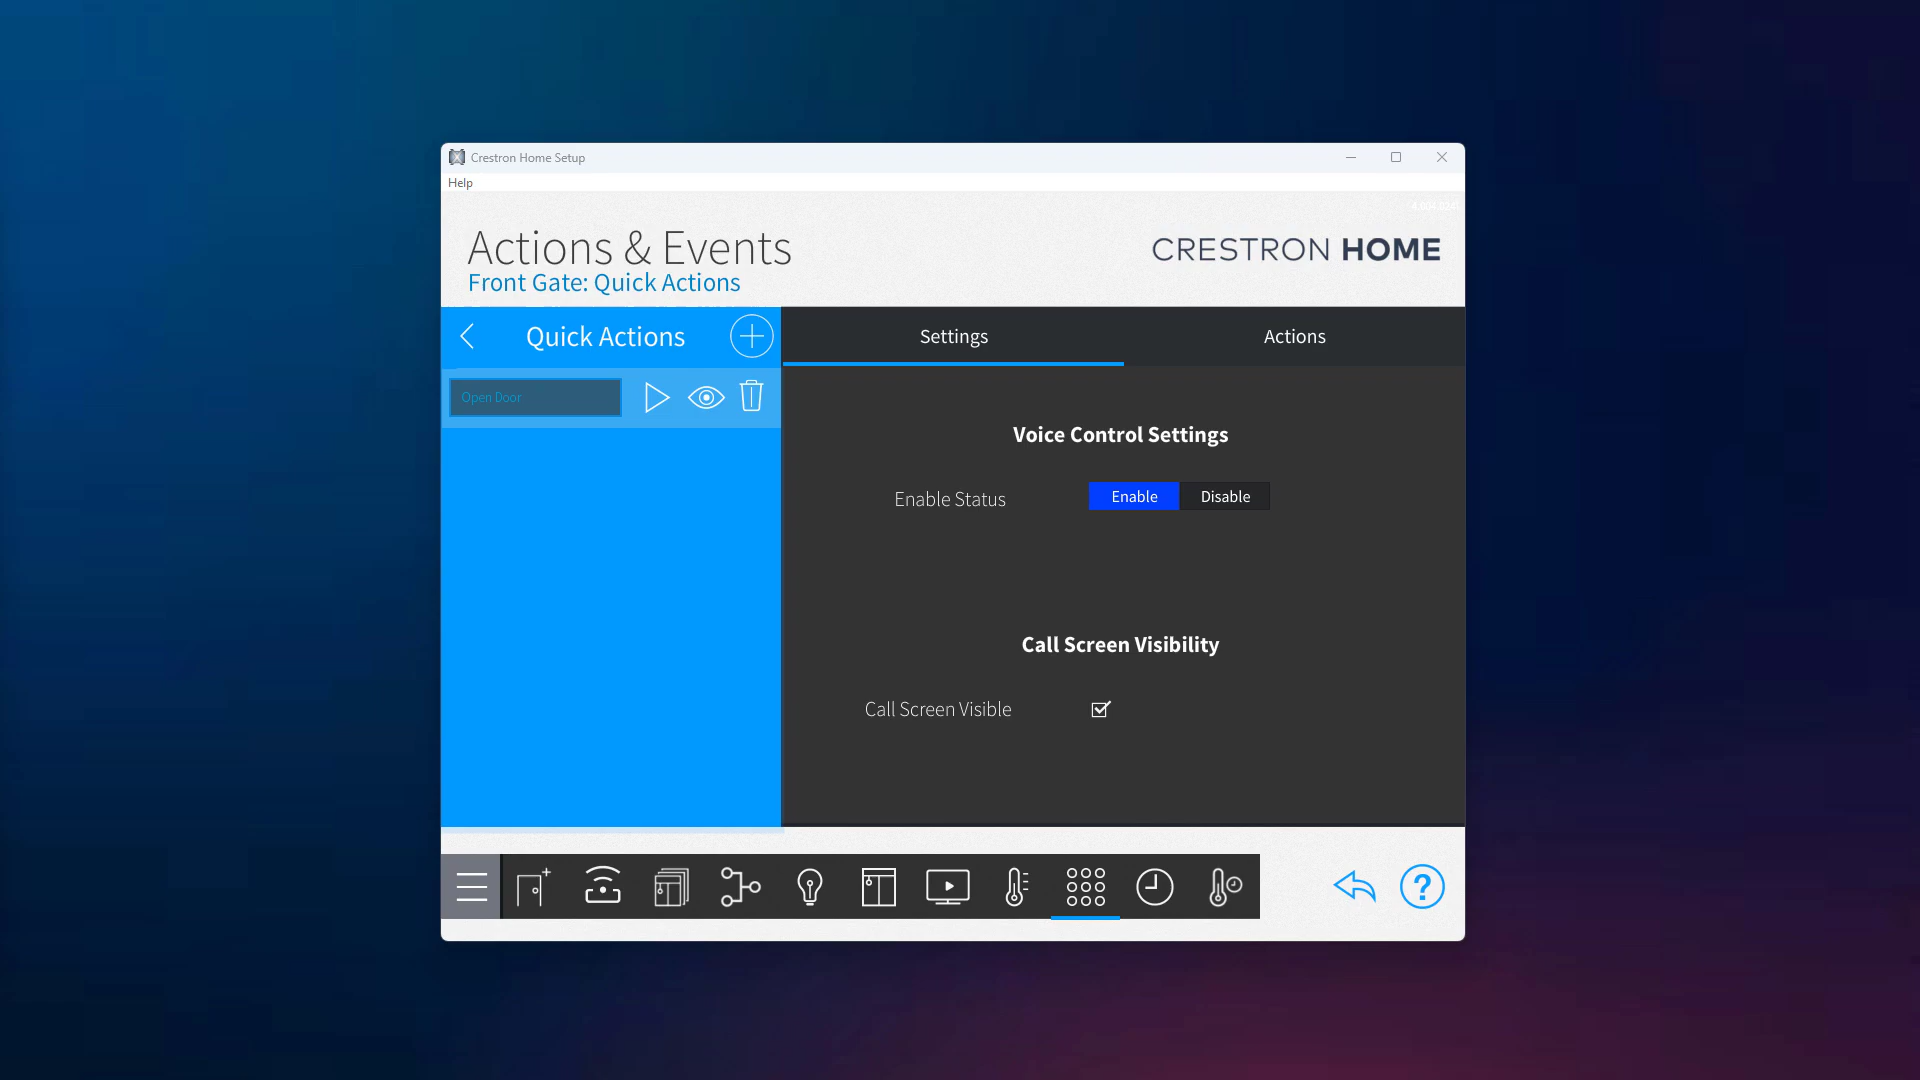 Crestron Home Setup
Help
Actions & Events
CRESTRON HOME
Front Gate: Quick Actions
Quick Actions
Settings
Actions
Open Door
Voice Control Settings
Enable Status
Enable
Disable
Call Screen Visibility
Call Screen Visible
?